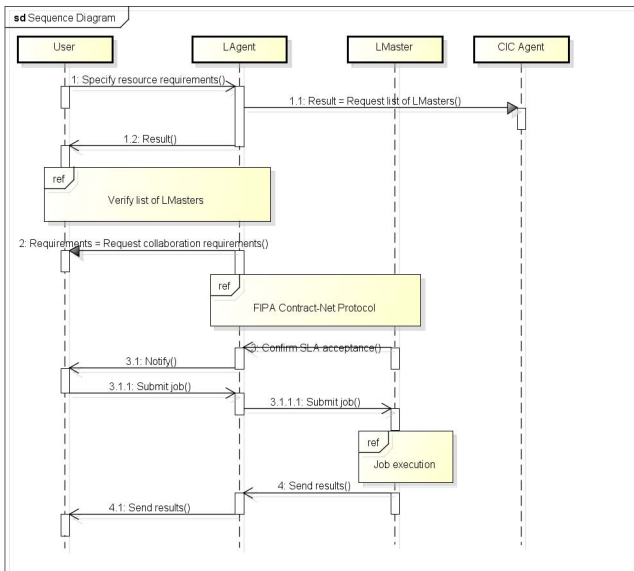 sd Sequence Diagram
User
LAgent
LMaster
CIC Agent
1: Specify resource requirements()
1.1: Result = Request list of LMasters()
1.2: Result()
ref
Verify list of LMasters
2: Requirements = Request collaboration requirements()
ref
FIPA Contract-Net Protocol
3: Confirm SLA acceptance()
3.1: Notify()
3.1.1: Submit job()
3.1.1.1: Submit job()
ref
Job execution
4: Send results()
4.1: Send results()